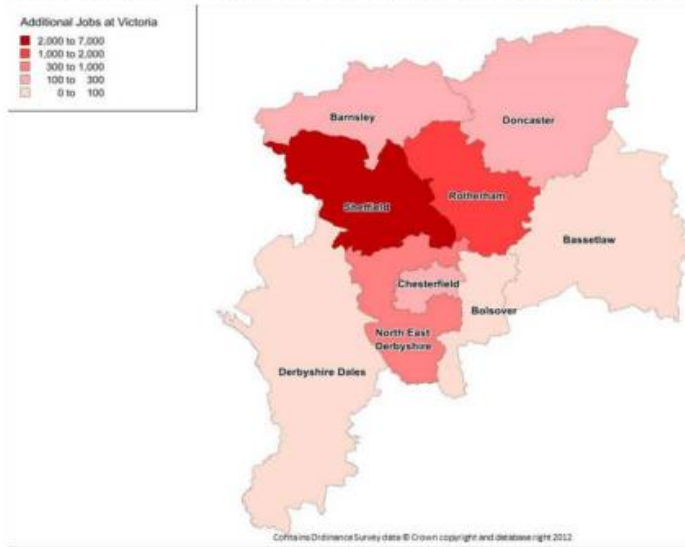 Additional Jobs at Victoria
2,000 to 7,000
1,000 to 2,000
300 to 1,000
100 to 300
0 to 100
Barnsley
Doncaster
Sheffield
Rotherham
Bassetlaw
Chesterfield
Bolsover
North East
Derbyshire
Derbyshire Dales
Contains Ordinance Survey data © Crown copyright and database right 2012